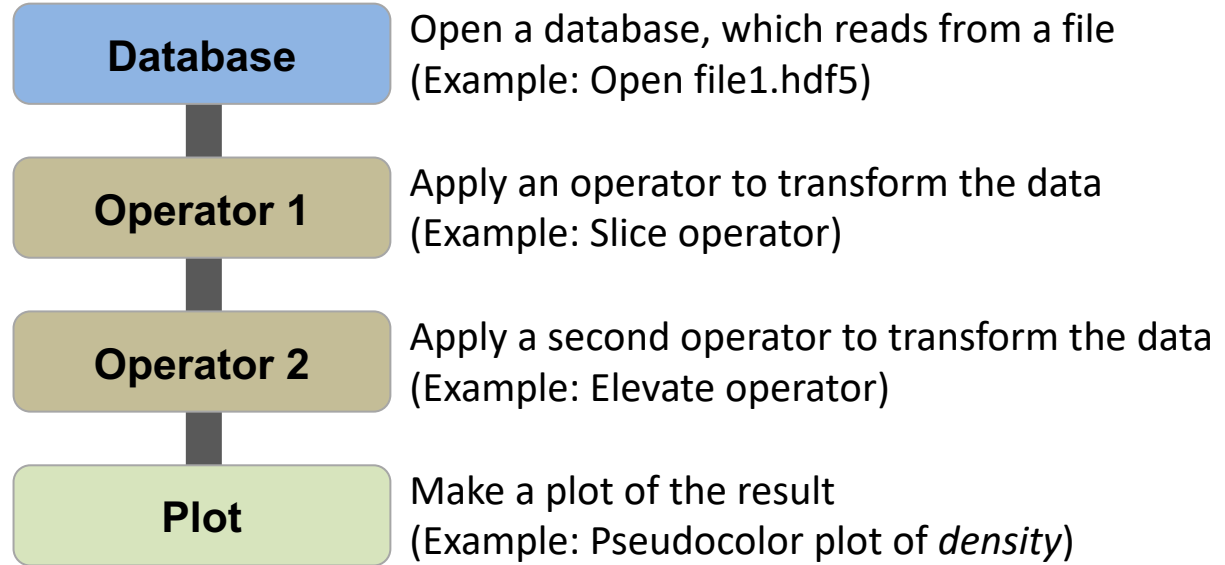 Database
Open a database, which reads from a file
(Example: Open file1.hdf5)
Operator 1
Apply an operator to transform the data
(Example: Slice operator)
Operator 2
Apply a second operator to transform the data
(Example: Elevate operator)
Plot
Make a plot of the result
(Example: Pseudocolor plot of density)